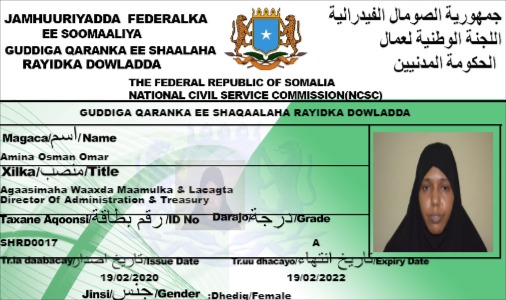 JAMHUURIYADDA FEDERALKA
EE SOOMAALIYA
GUDDIGA QARANKA EE SHAALAHA
RAYIDKA DOWLADDA
جمهورية الصومال الفيدرالية
اللجنة الوطنية لعمال
الحكومة المدنيين
THE FEDERAL REPUBLIC OF SOMALIA
NATIONAL CIVIL SERVICE COMMISSION(NCSC)
GUDDIGA QARANKA EE SHAQAALAHA RAYIDKA DOWLADDA
Magaca/اسم/Name
Amina Osman Omar
Xilka/منصب/Title
Agaasimaha Waaxda Maamulka & Lacagta
Director Of Administration & Treasury
Taxane Aqoonsi/رقم بطاقة/ID No Darajo/درجة/Grade
SHRD0017 A
Tr.la daabacay/تاريخ اصدار/Issue Date Tr.uu dhacayo/تاريخ انتهاء/Expiry Date
19/02/2020 19/02/2022
Jinsi/جنس/Gender :Dhedig/Female